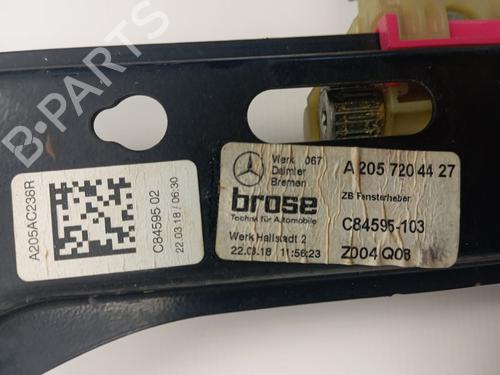 B-PARTS
A205AC238R
C84595 02
22.03.18 / 06:30
Werk 067
Daimler
Bremen
A 205 720 44 27
brose
Technik für Automobile
ZB Fensterheber
C84595-103
Werk Hallstadt 2
22.03.18 11:56:23
Z004 Q08